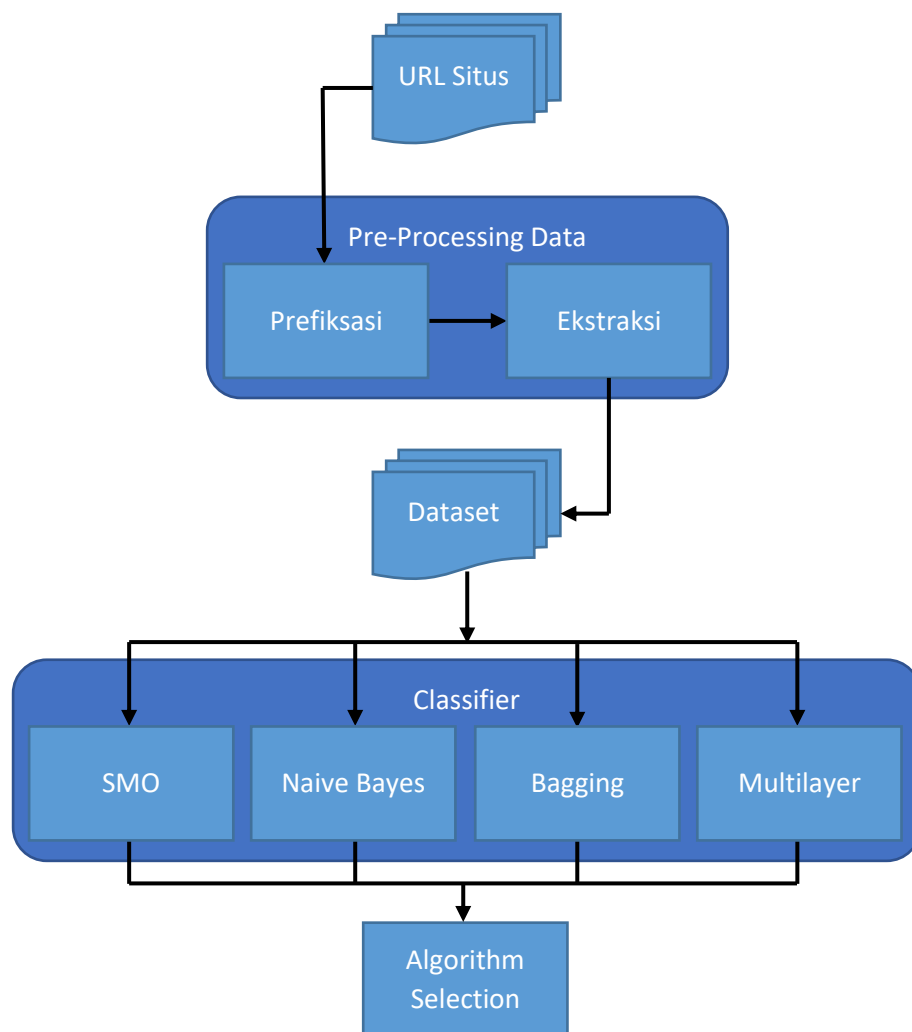 URL Situs
Pre-Processing Data
Prefiksasi
Ekstraksi
Dataset
Classifier
SMO
Naive Bayes
Bagging
Multilayer
Algorithm
Selection